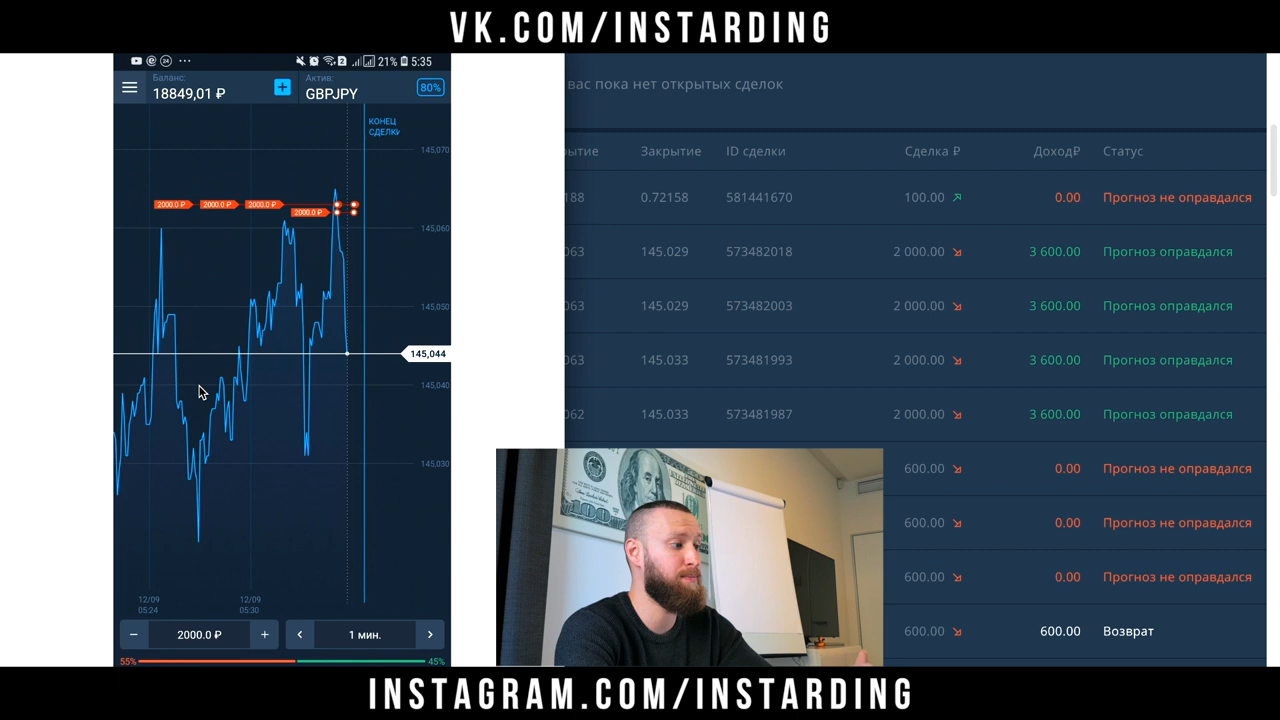 VK.COM/INSTARDING
21% 5:35
Баланс:
18849,01 ₽
+
Актив:
GBPJPY
80%
КОНЕЦ
СДЕЛКИ
145,070
2000.0 ₽ 2000.0 ₽ 2000.0 ₽
2000.0 ₽
145,060
145,050
145,044
145,040
145,030
12/09
05:24
12/09
05:30
− 2000.0 ₽ + < 1 мин. >
55% 45%
вас пока нет открытых сделок
ытие Закрытие ID сделки Сделка ₽ Доход₽ Статус
188 0.72158 581441670 100.00 0.00 Прогноз не оправдался
063 145.029 573482018 2 000.00 3 600.00 Прогноз оправдался
063 145.029 573482003 2 000.00 3 600.00 Прогноз оправдался
063 145.033 573481993 2 000.00 3 600.00 Прогноз оправдался
062 145.033 573481987 2 000.00 3 600.00 Прогноз оправдался
600.00 0.00 Прогноз не оправдался
600.00 0.00 Прогноз не оправдался
600.00 0.00 Прогноз не оправдался
600.00 600.00 Возврат
100
INSTAGRAM.COM/INSTARDING